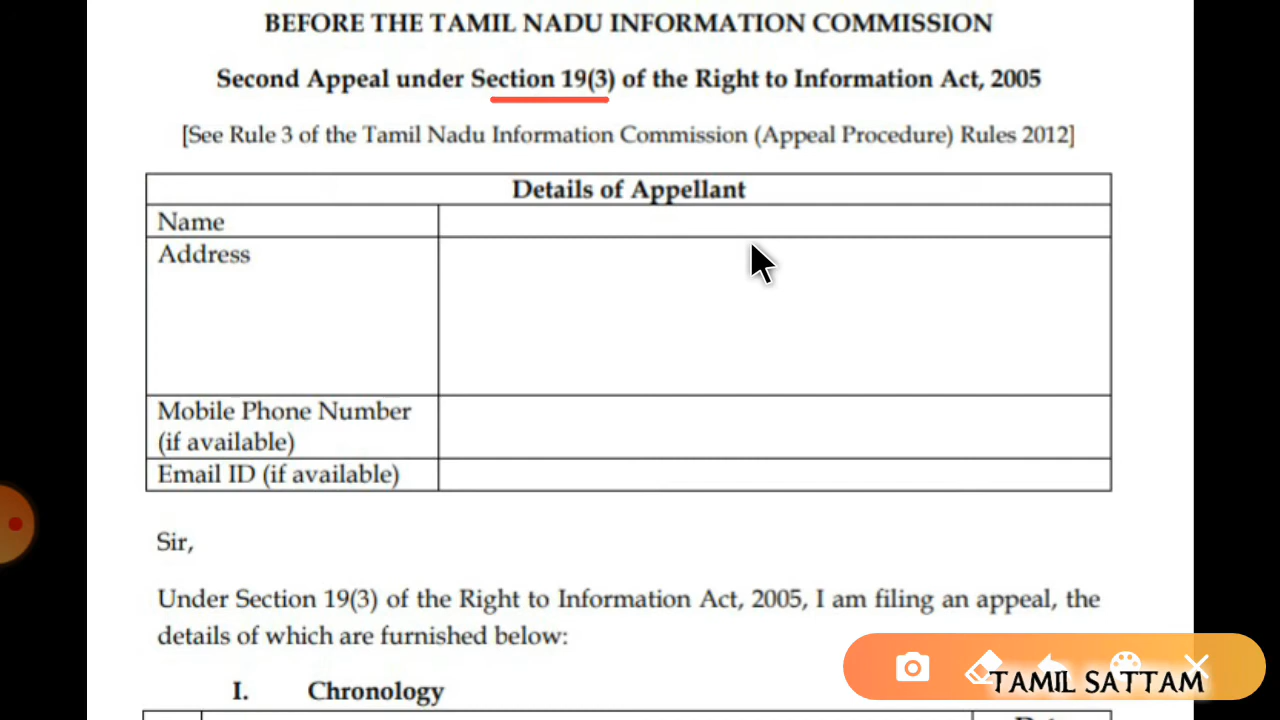 BEFORE THE TAMIL NADU INFORMATION COMMISSION
Second Appeal under Section 19(3) of the Right to Information Act, 2005
[See Rule 3 of the Tamil Nadu Information Commission (Appeal Procedure) Rules 2012]
Details of Appellant
Name
Address
Mobile Phone Number
(if available)
Email ID (if available)
Sir,
Under Section 19(3) of the Right to Information Act, 2005, I am filing an appeal, the
details of which are furnished below:
I. Chronology
TAMIL SATTAM